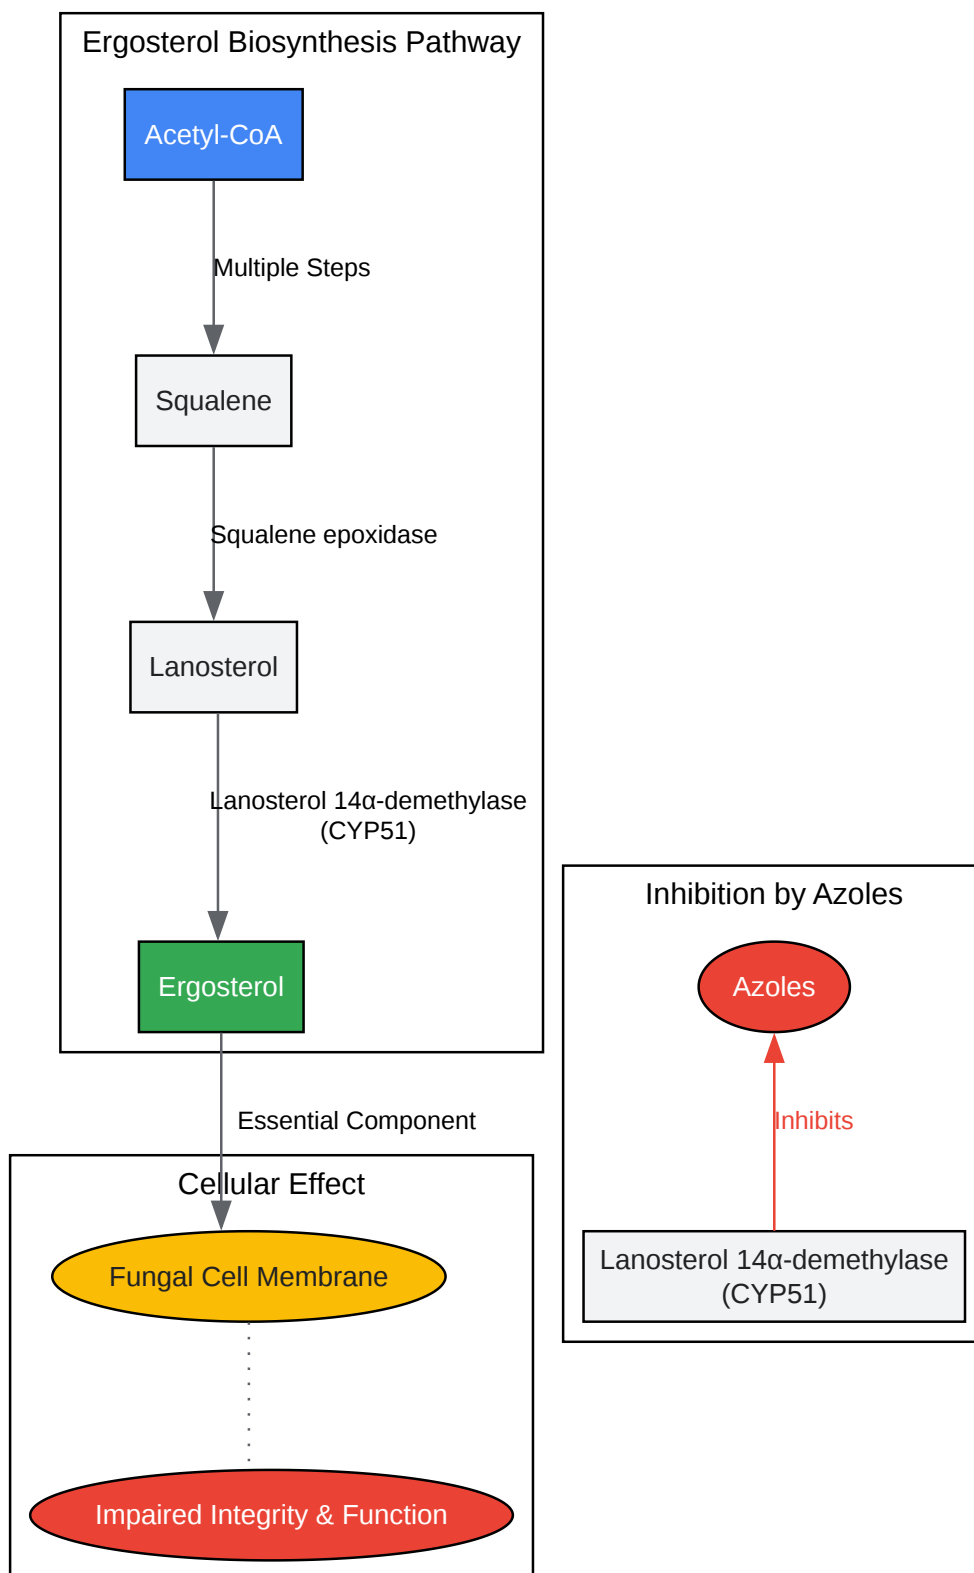 Ergosterol Biosynthesis Pathway
Acetyl-CoA
Multiple Steps
Squalene
Squalene epoxidase
Lanosterol
Lanosterol 14α-demethylase
(CYP51)
Ergosterol
Essential Component
Cellular Effect
Fungal Cell Membrane
Impaired Integrity & Function
Inhibition by Azoles
Azoles
Inhibits
Lanosterol 14α-demethylase
(CYP51)